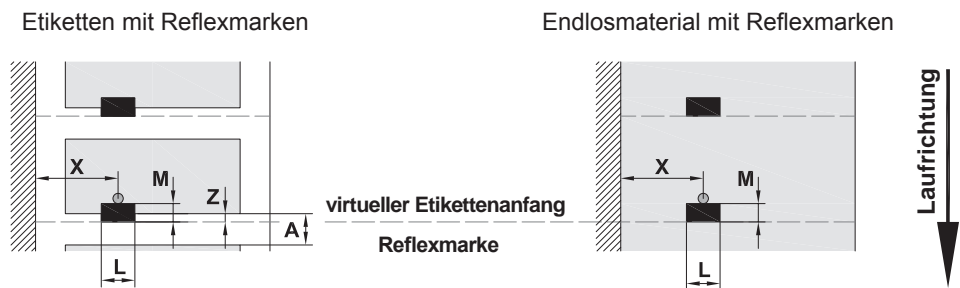 Etiketten mit Reflexmarken
Endlosmaterial mit Reflexmarken
X
M
Z
A
L
virtueller Etikettenanfang
Reflexmarke
X
M
L
Laufrichtung